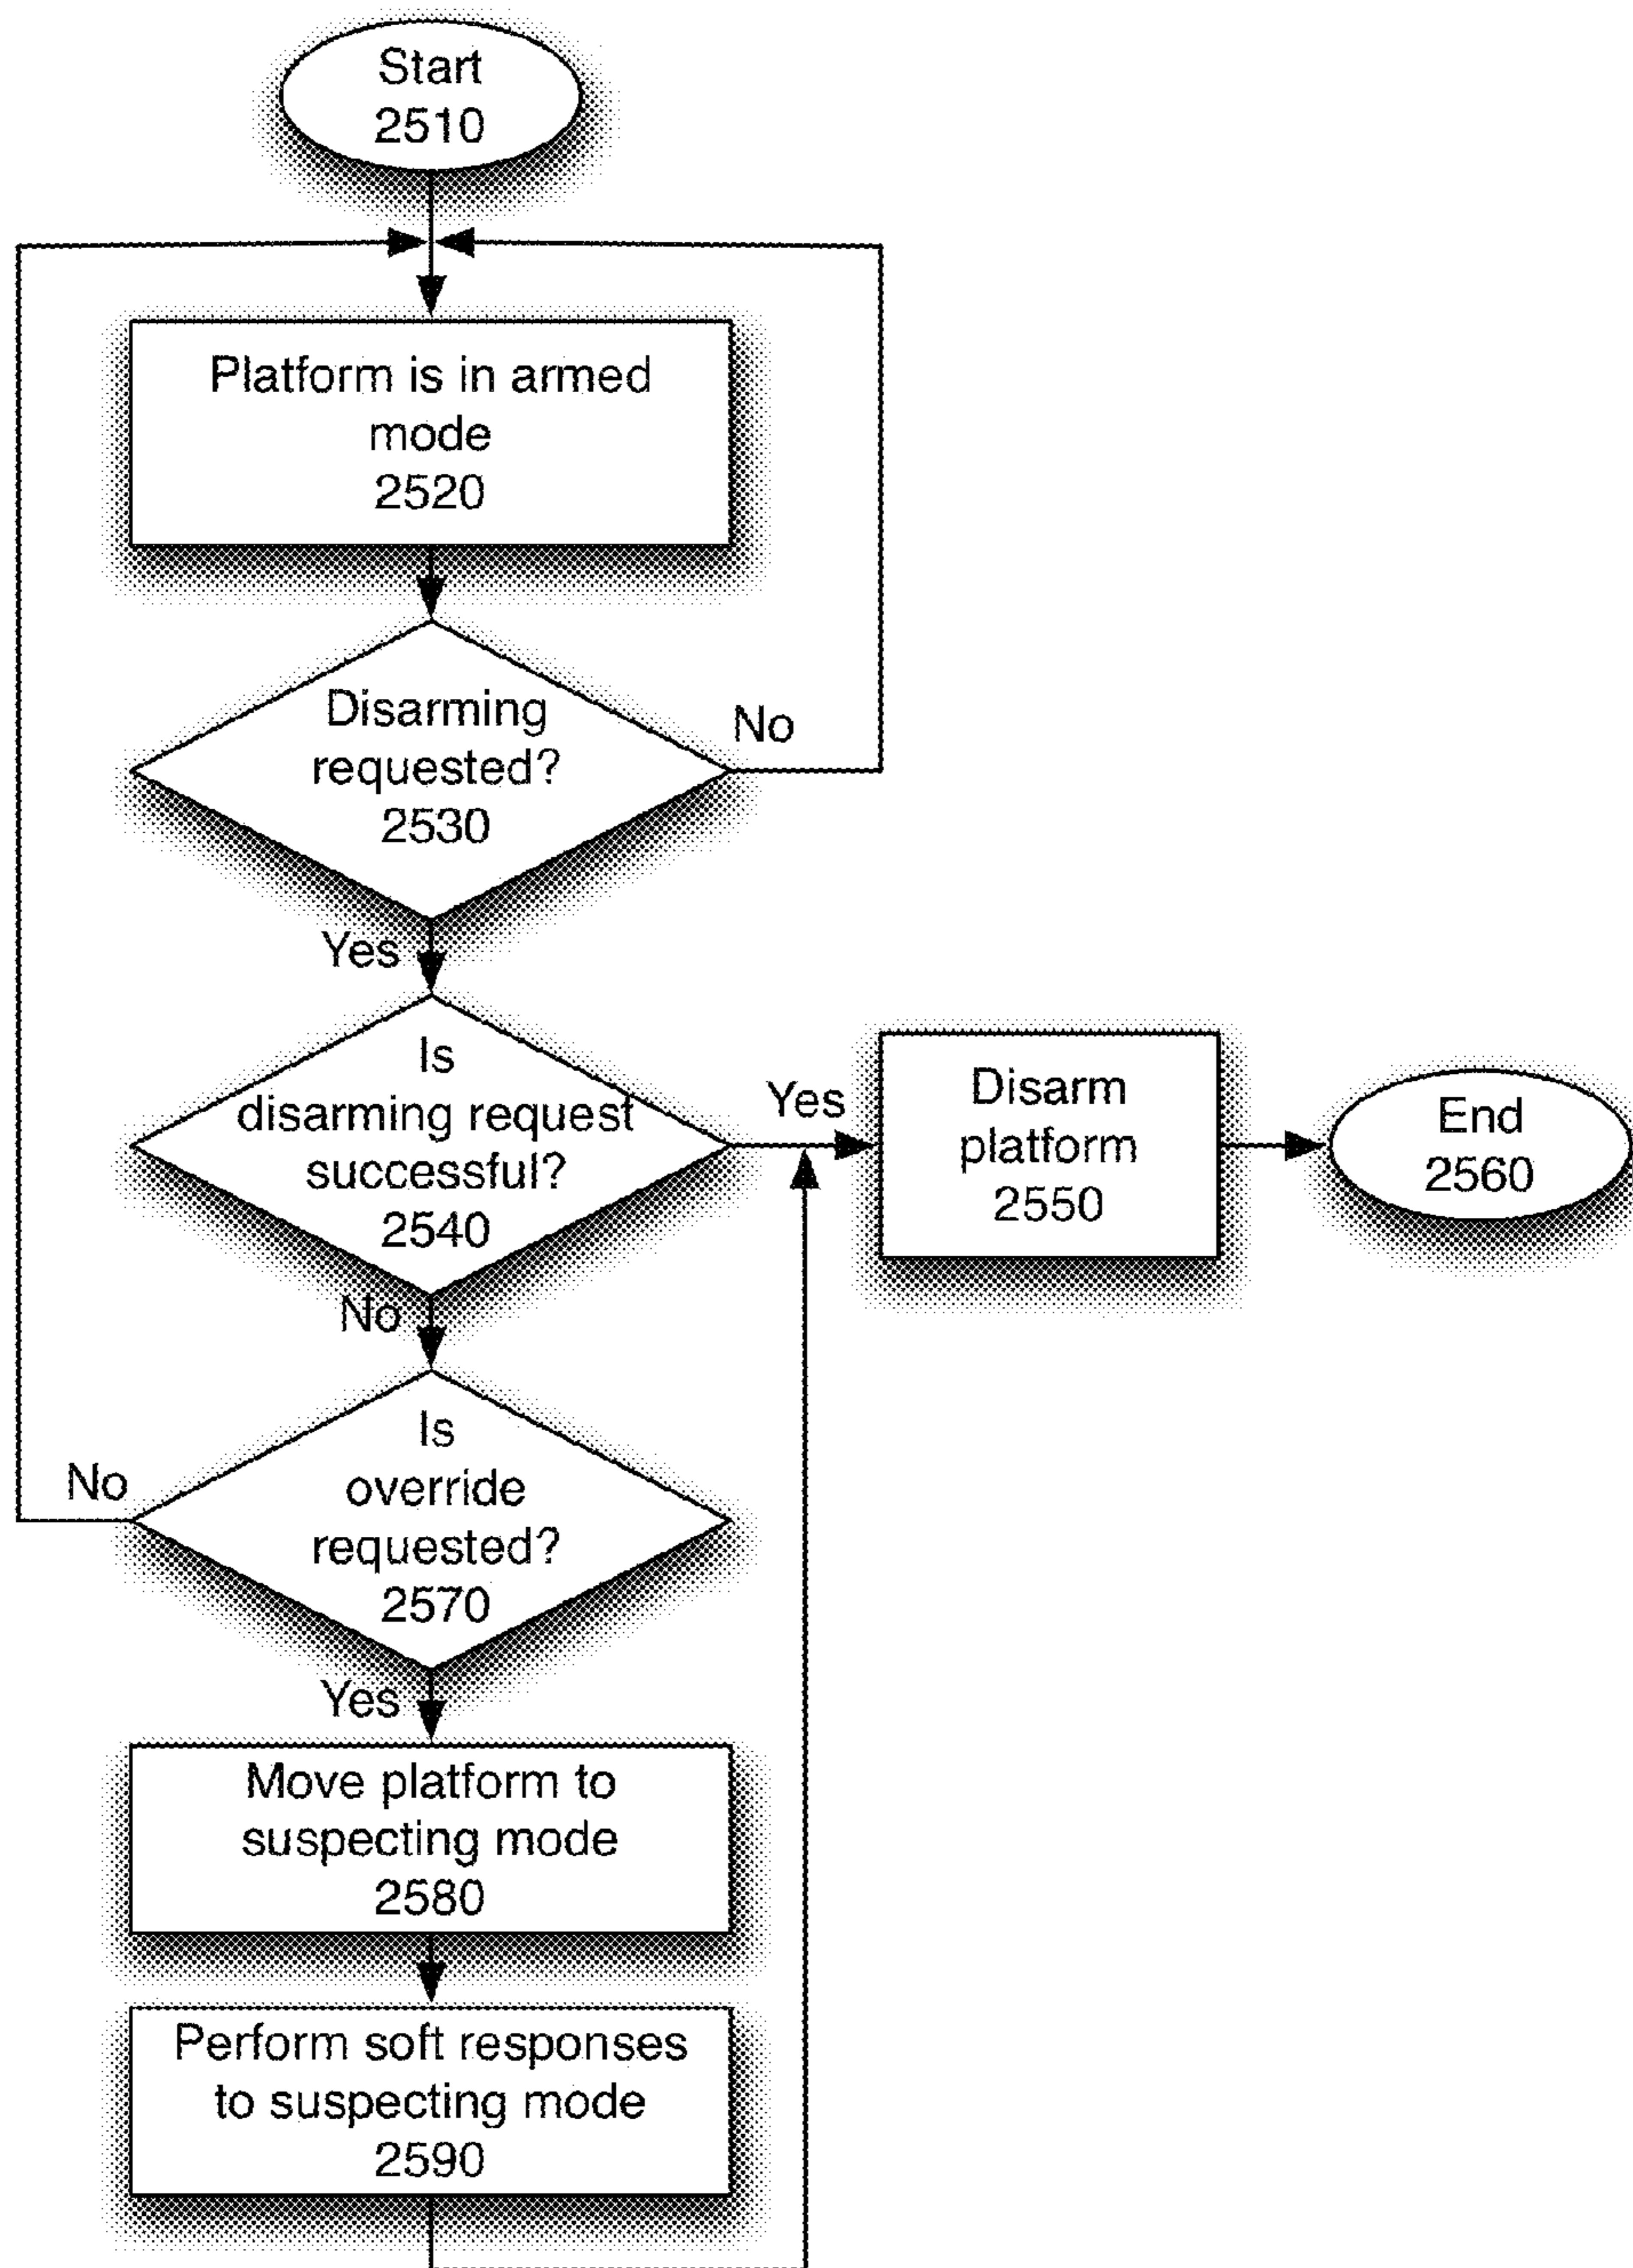 Start
2510
Platform is in armed
mode
2520
Disarming
requested?
2530
No
Yes
Is
disarming request
successful?
2540
Yes
Disarm
platform
2550
End
2560
No
Is
override
requested?
2570
No
Yes
Move platform to
suspecting mode
2580
Perform soft responses
to suspecting mode
2590